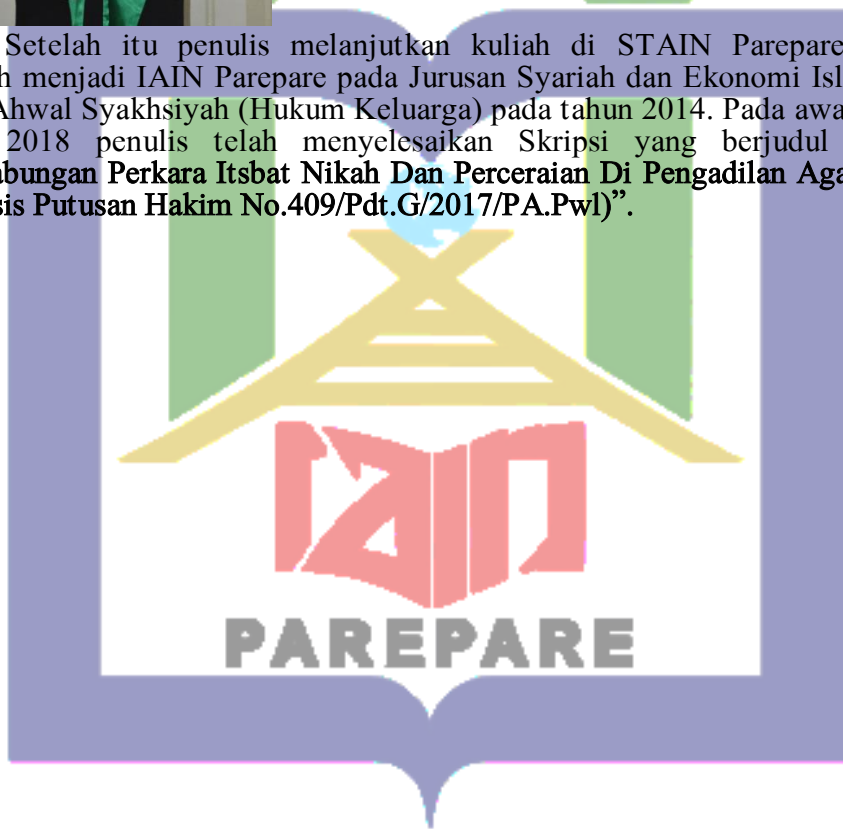 Setelah itu penulis melanjutkan kuliah di STAIN Parepare
h menjadi IAIN Parepare pada Jurusan Syariah dan Ekonomi Isl
Ahwal Syakhsiyah (Hukum Keluarga) pada tahun 2014. Pada awa
2018 penulis telah menyelesaikan Skripsi yang berjudul
abungan Perkara Itsbat Nikah Dan Perceraian Di Pengadilan Aga
sis Putusan Hakim No.409/Pdt.G/2017/PA.Pwl)”.
iain
PAREPARE